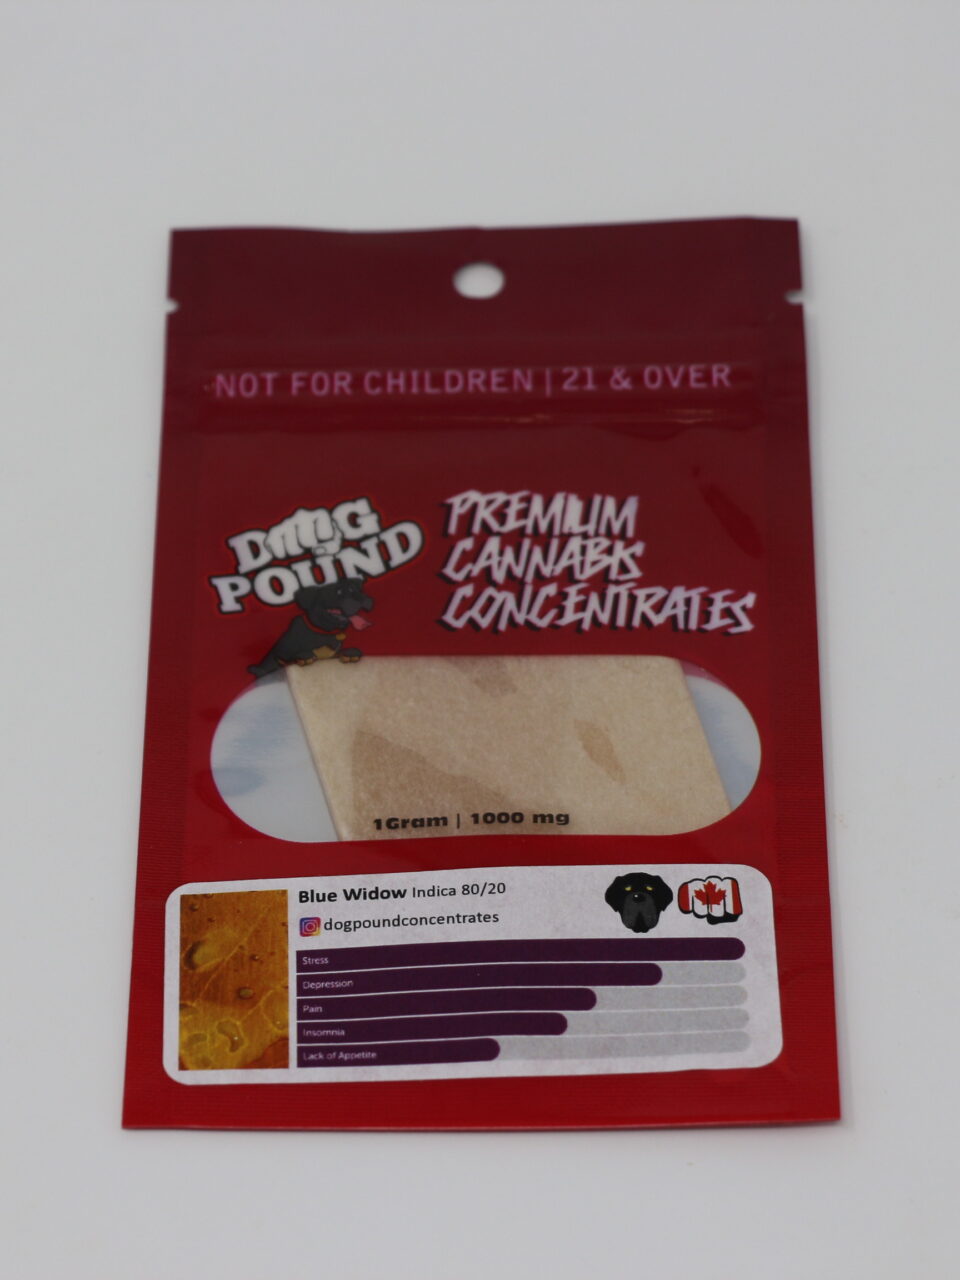 NOT FOR CHILDREN | 21 & OVER
DOG
POUND
PREMIUM
CANNABIS
CONCENTRATES
1Gram | 1000 mg
Blue Widow Indica 80/20
dogpoundconcentrates
Stress
Depression
Pain
Insomnia
Lack of Appetite